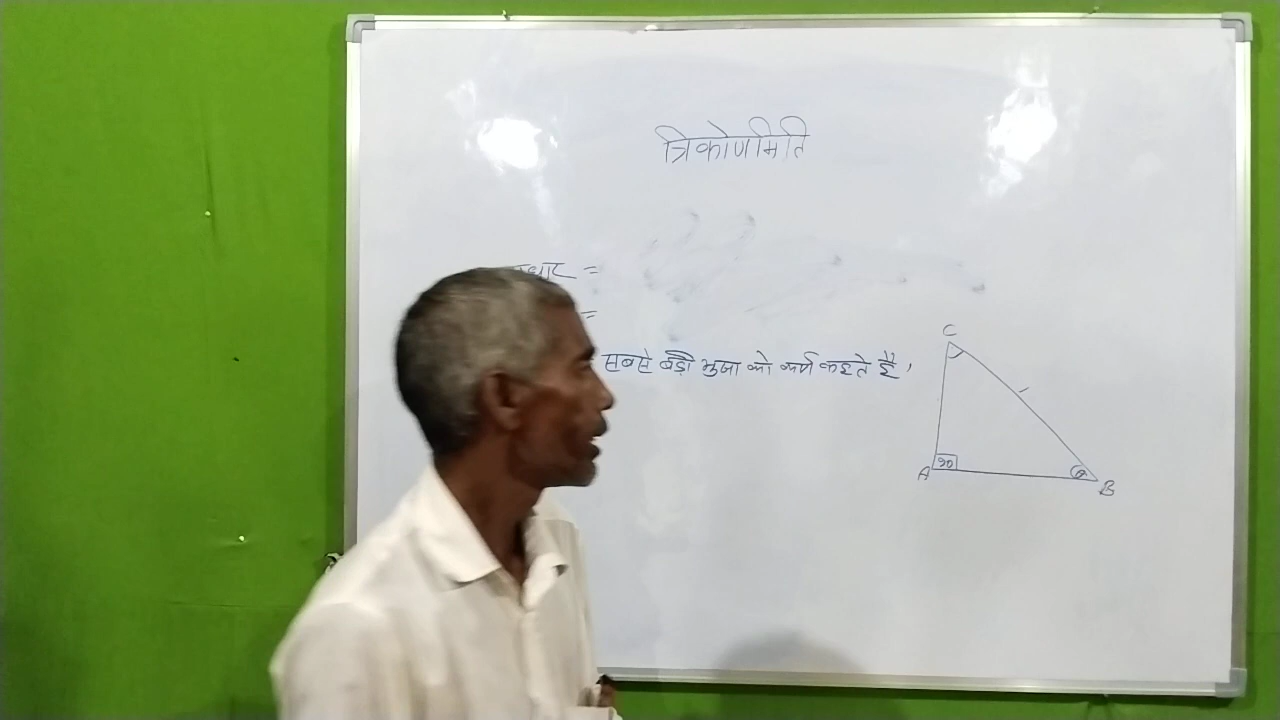 त्रिकोणमिति
=
=
सबसे बड़ी भुजा को कर्ण कहते हैं।
C
A
90
θ
B